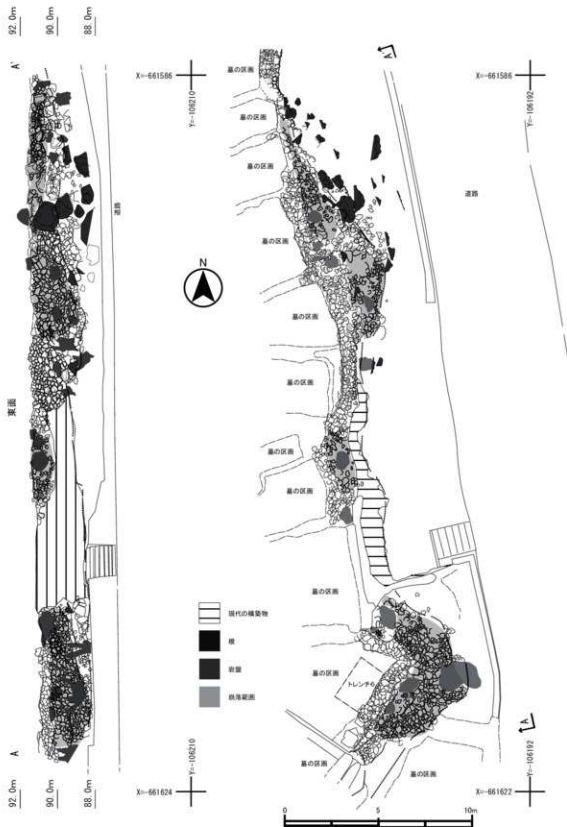 92.0m
90.0m
88.0m
A'
X=-661586
Y=-106210
道路
東面
A
92.0m
90.0m
88.0m
X=-661624
Y=-106210
N
現代の構築物
根
岩盤
崩落範囲
A'
X=-661586
Y=-106192
道路
墓の区画
墓の区画
墓の区画
墓の区画
墓の区画
墓の区画
墓の区画
墓の区画
墓の区画
墓の区画
トレンチ6
墓の区画
墓の区画
A
X=-661622
Y=-106192
0
5
10m